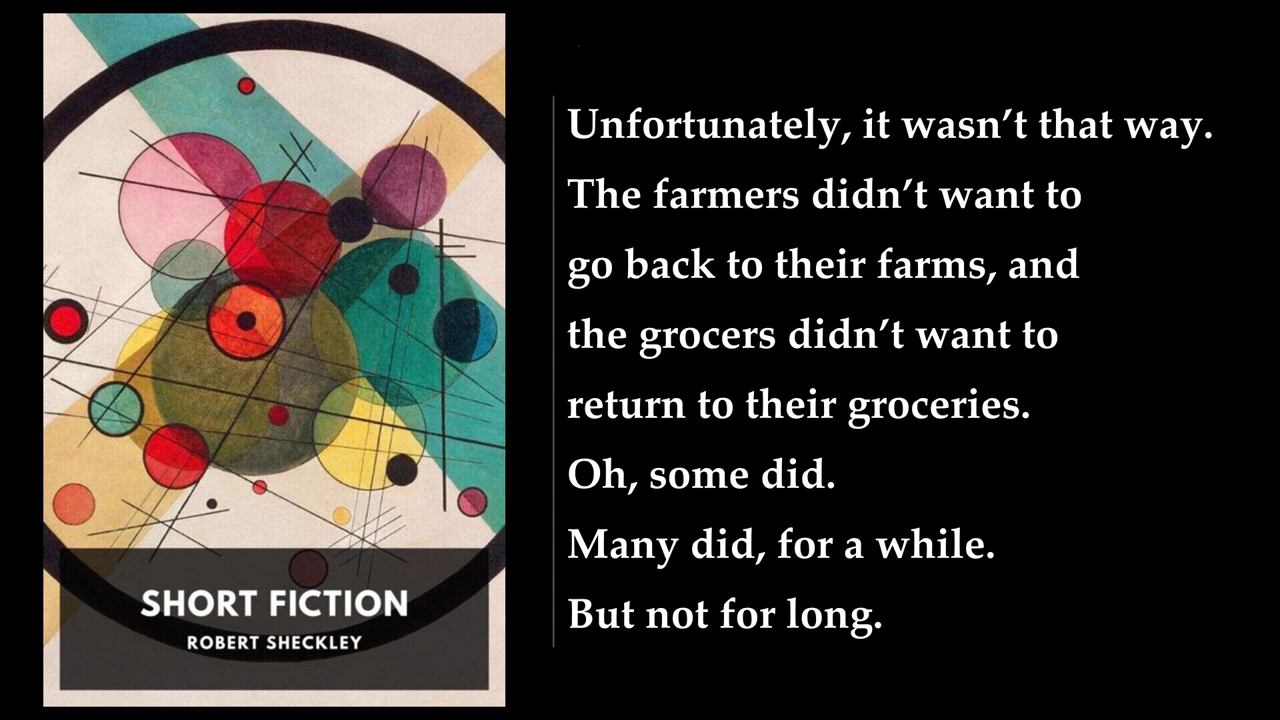 SHORT FICTION
ROBERT SHECKLEY
Unfortunately, it wasn’t that way.
The farmers didn’t want to
go back to their farms, and
the grocers didn’t want to
return to their groceries.
Oh, some did.
Many did, for a while.
But not for long.